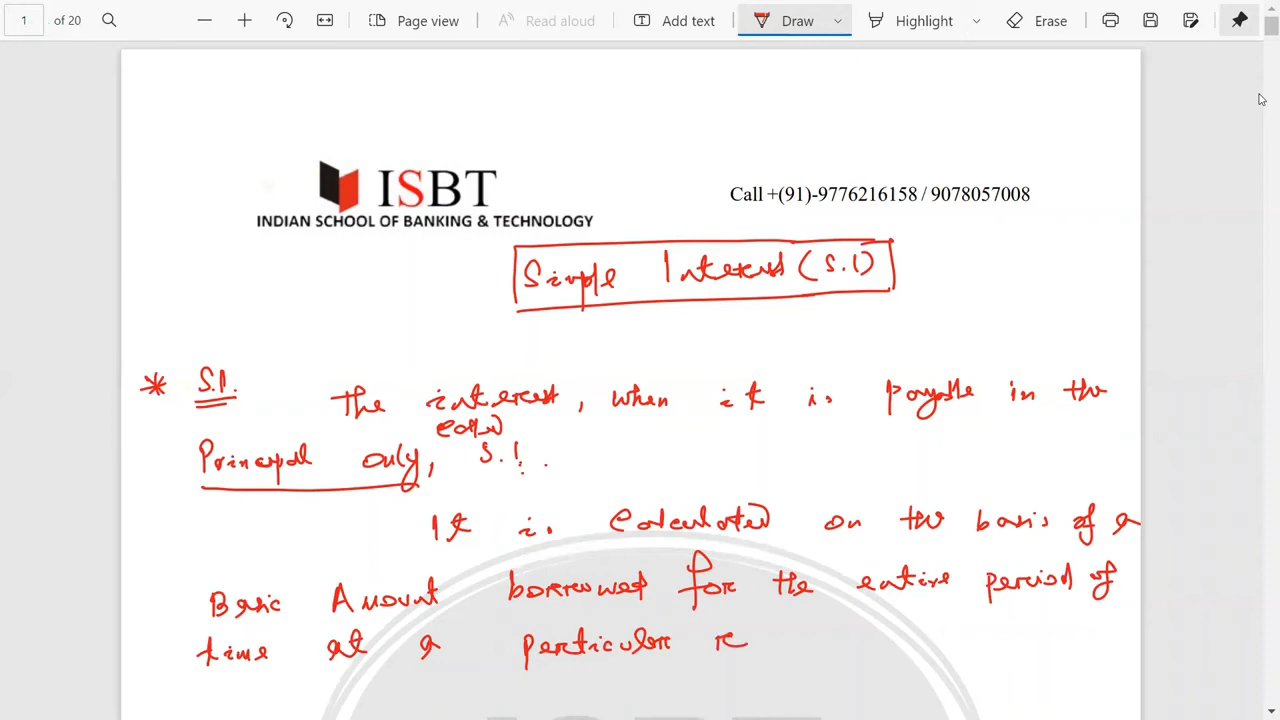 1 of 20 Page view Read aloud Add text Draw Highlight Erase
ISBT
INDIAN SCHOOL OF BANKING & TECHNOLOGY
Call +(91)-9776216158 / 9078057008
Simple Interest (S.I)
* S.I. The interest, when it is payable in the
called
Principal only, S.I.
It is calculated on the basis of a
Basic Amount borrowed for the entire period of
time at a particular
ISBT